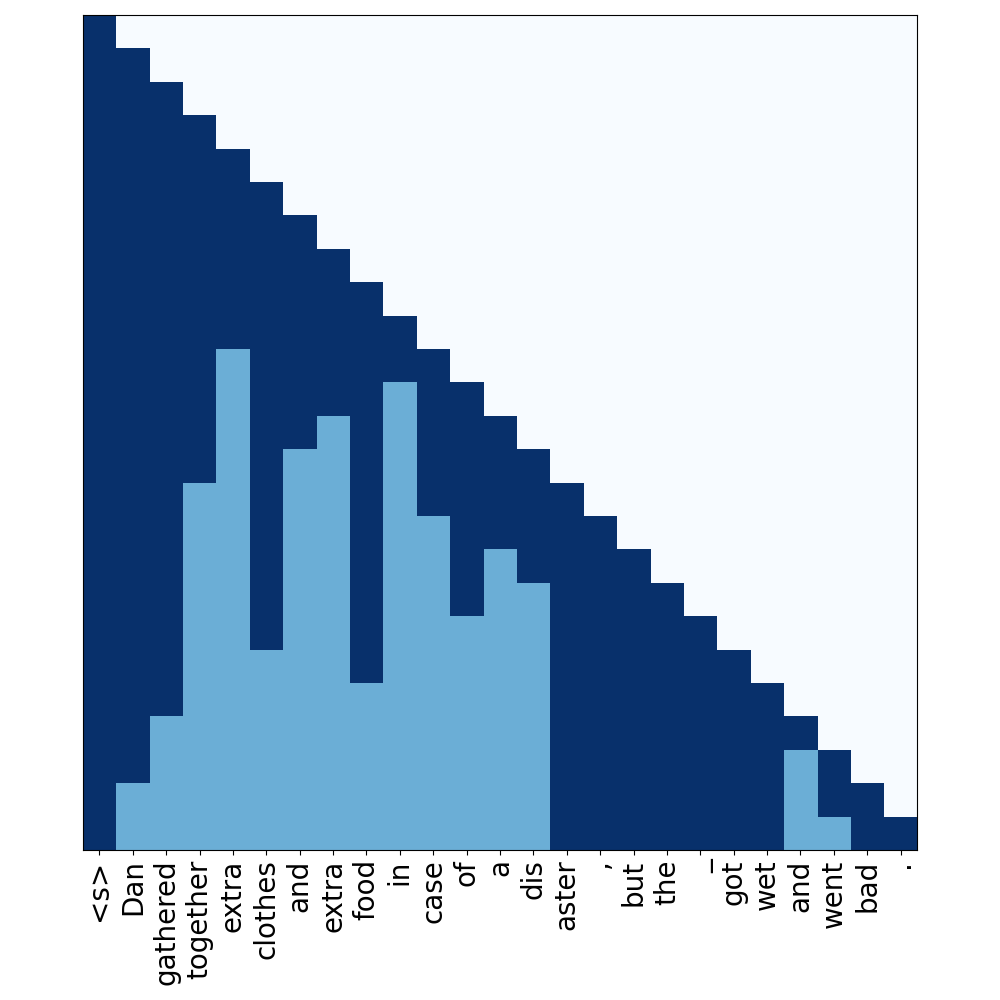 <s> Dan gathered together extra clothes and extra food in case of a dis aster , but the _ got wet and went bad .